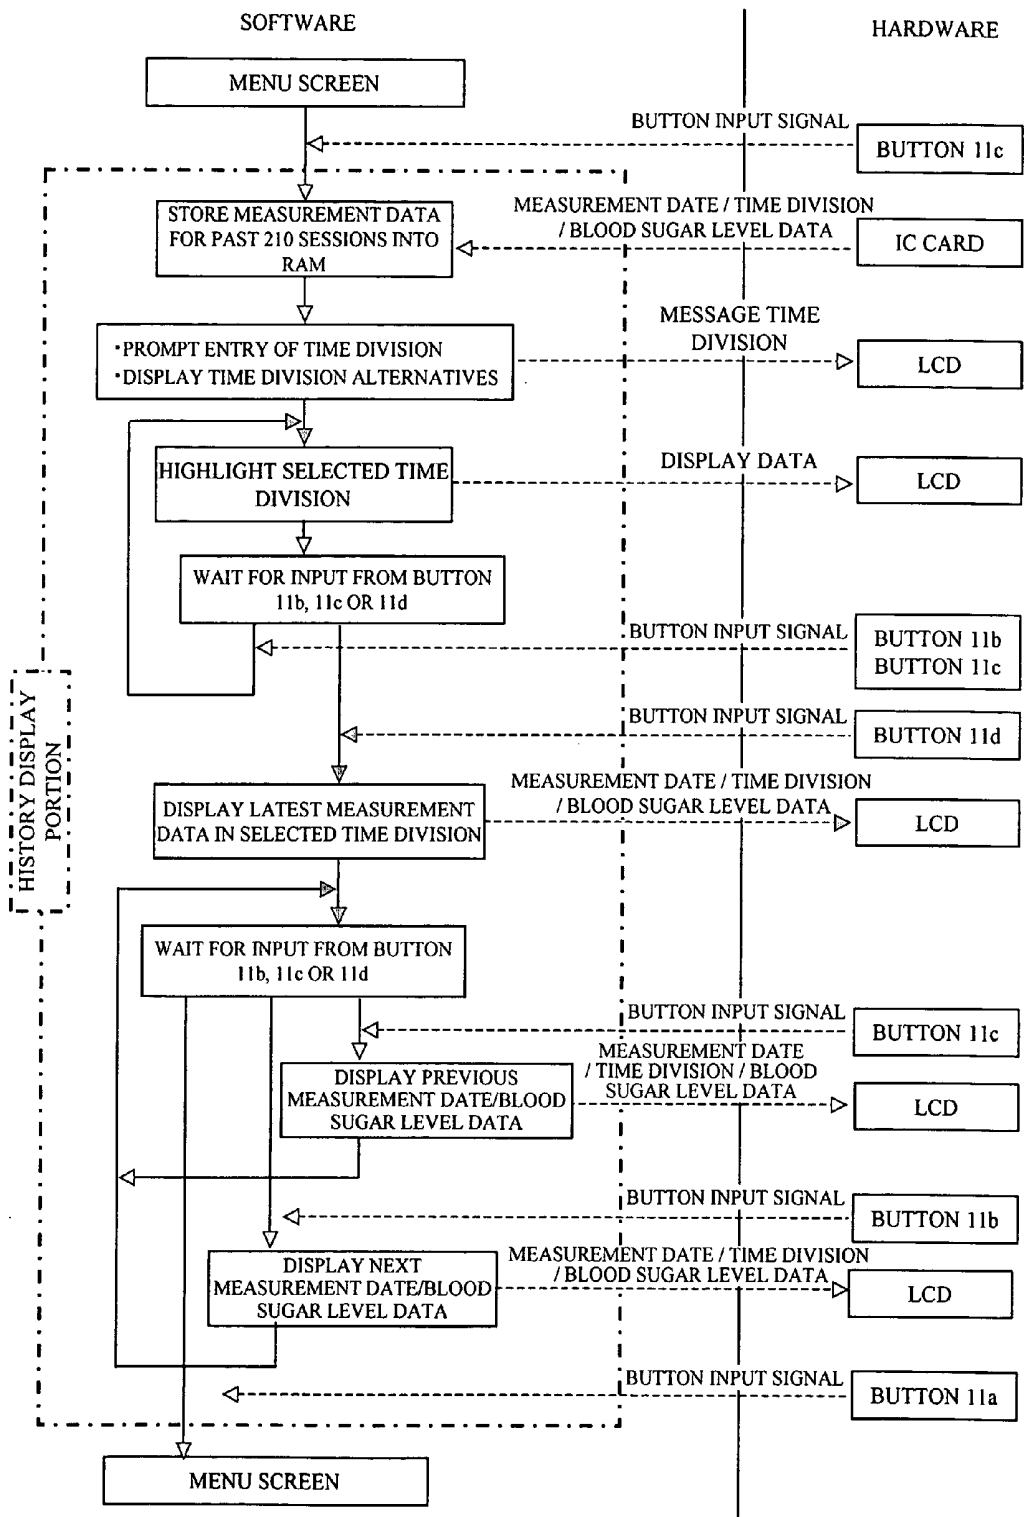 SOFTWARE
HARDWARE
MENU SCREEN
BUTTON INPUT SIGNAL
BUTTON 11c
STORE MEASUREMENT DATA
FOR PAST 210 SESSIONS INTO
RAM
MEASUREMENT DATE / TIME DIVISION
/ BLOOD SUGAR LEVEL DATA
IC CARD
・PROMPT ENTRY OF TIME DIVISION
・DISPLAY TIME DIVISION ALTERNATIVES
MESSAGE TIME
DIVISION
LCD
HIGHLIGHT SELECTED TIME
DIVISION
DISPLAY DATA
LCD
WAIT FOR INPUT FROM BUTTON
11b, 11c OR 11d
BUTTON INPUT SIGNAL
BUTTON 11b
BUTTON 11c
BUTTON INPUT SIGNAL
BUTTON 11d
HISTORY DISPLAY
PORTION
DISPLAY LATEST MEASUREMENT
DATA IN SELECTED TIME DIVISION
MEASUREMENT DATE / TIME DIVISION
/ BLOOD SUGAR LEVEL DATA
LCD
WAIT FOR INPUT FROM BUTTON
11b, 11c OR 11d
BUTTON INPUT SIGNAL
BUTTON 11c
DISPLAY PREVIOUS
MEASUREMENT DATE/BLOOD
SUGAR LEVEL DATA
MEASUREMENT DATE
/ TIME DIVISION / BLOOD
SUGAR LEVEL DATA
LCD
BUTTON INPUT SIGNAL
BUTTON 11b
DISPLAY NEXT
MEASUREMENT DATE/BLOOD
SUGAR LEVEL DATA
MEASUREMENT DATE / TIME DIVISION
/ BLOOD SUGAR LEVEL DATA
LCD
BUTTON INPUT SIGNAL
BUTTON 11a
MENU SCREEN